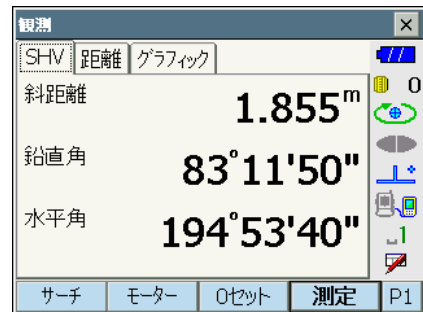 観測
SHV 距離 グラフィック
斜距離 1.855m
0
鉛直角 83°11'50"
水平角 194°53'40"
1
サーチ モーター 0セット 測定 P1